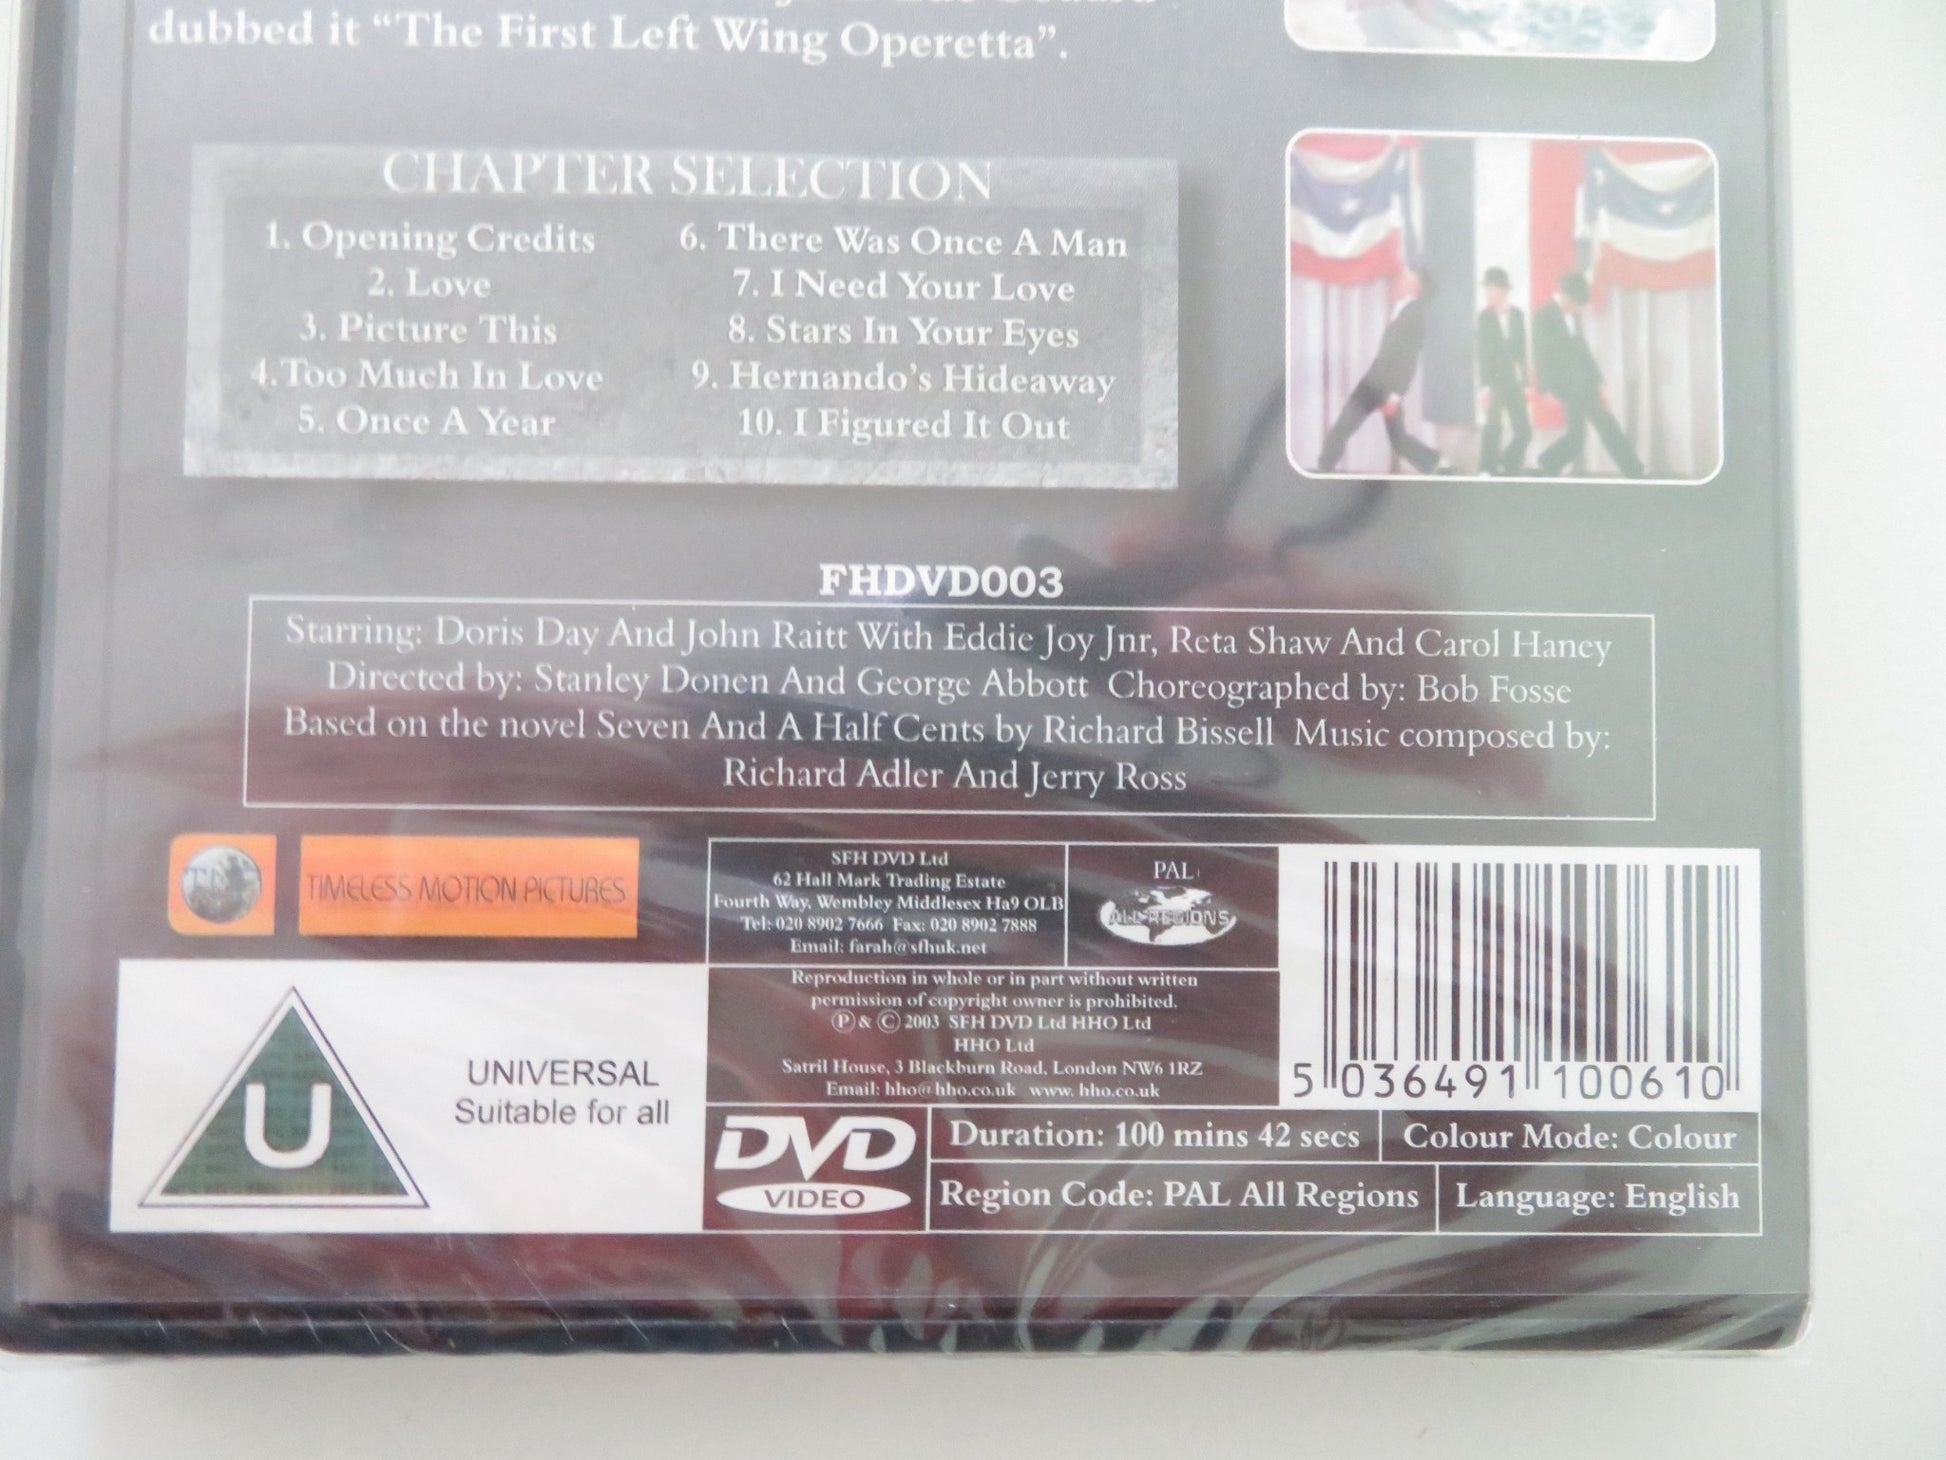 dubbed it “The First Left Wing Operetta”.
CHAPTER SELECTION
1. Opening Credits
2. Love
3. Picture This
4.Too Much In Love
5. Once A Year
6. There Was Once A Man
7. I Need Your Love
8. Stars In Your Eyes
9. Hernando’s Hideaway
10. I Figured It Out
FHDVD003
Starring: Doris Day And John Raitt With Eddie Joy Jnr, Reta Shaw And Carol Haney
Directed by: Stanley Donen And George Abbott Choreographed by: Bob Fosse
Based on the novel Seven And A Half Cents by Richard Bissell Music composed by:
Richard Adler And Jerry Ross
TIMELESS MOTION PICTURES
SFH DVD Ltd
62 Hall Mark Trading Estate
Fourth Way, Wembley Middlesex Ha9 OLB
Tel: 020 8902 7666 Fax: 020 8902 7888
Email: farah@sfhuk.net
PAL
ALL REGIONS
Reproduction in whole or in part without written
permission of copyright owner is prohibited.
Ⓟ & © 2003 SFH DVD Ltd HHO Ltd
HHO Ltd
Satril House, 3 Blackburn Road, London NW6 1RZ
Email: hho@hho.co.uk www. hho.co.uk
5 036491 100610
U
UNIVERSAL
Suitable for all
DVD
VIDEO
Duration: 100 mins 42 secs
Colour Mode: Colour
Region Code: PAL All Regions
Language: English